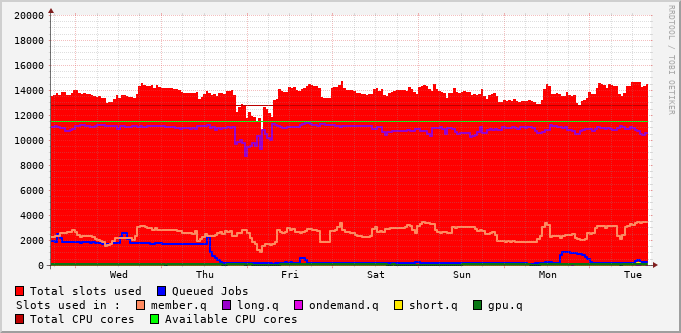 RRDTOOL / TOBI OETIKER
20000
18000
16000
14000
12000
10000
8000
6000
4000
2000
0
Wed Thu Fri Sat Sun Mon Tue
Total slots used Queued Jobs
Slots used in : member.q long.q ondemand.q short.q gpu.q
Total CPU cores Available CPU cores